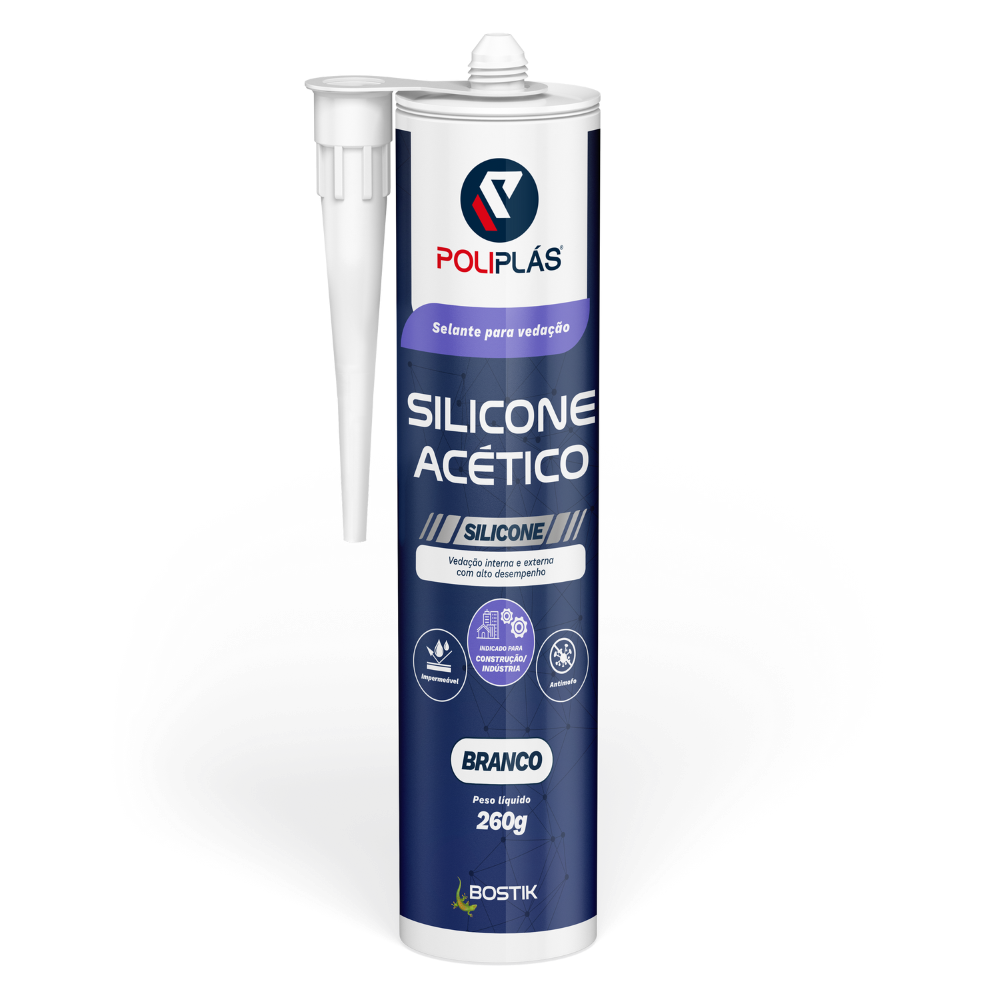 POLIPLÁS®
Selante para vedação
SILICONE
ACÉTICO
SILICONE
Vedação interna e externa
com alto desempenho
INDICADO PARA
CONSTRUÇÃO/
INDÚSTRIA
Impermeável
Antimofo
BRANCO
Peso líquido
260g
BOSTIK